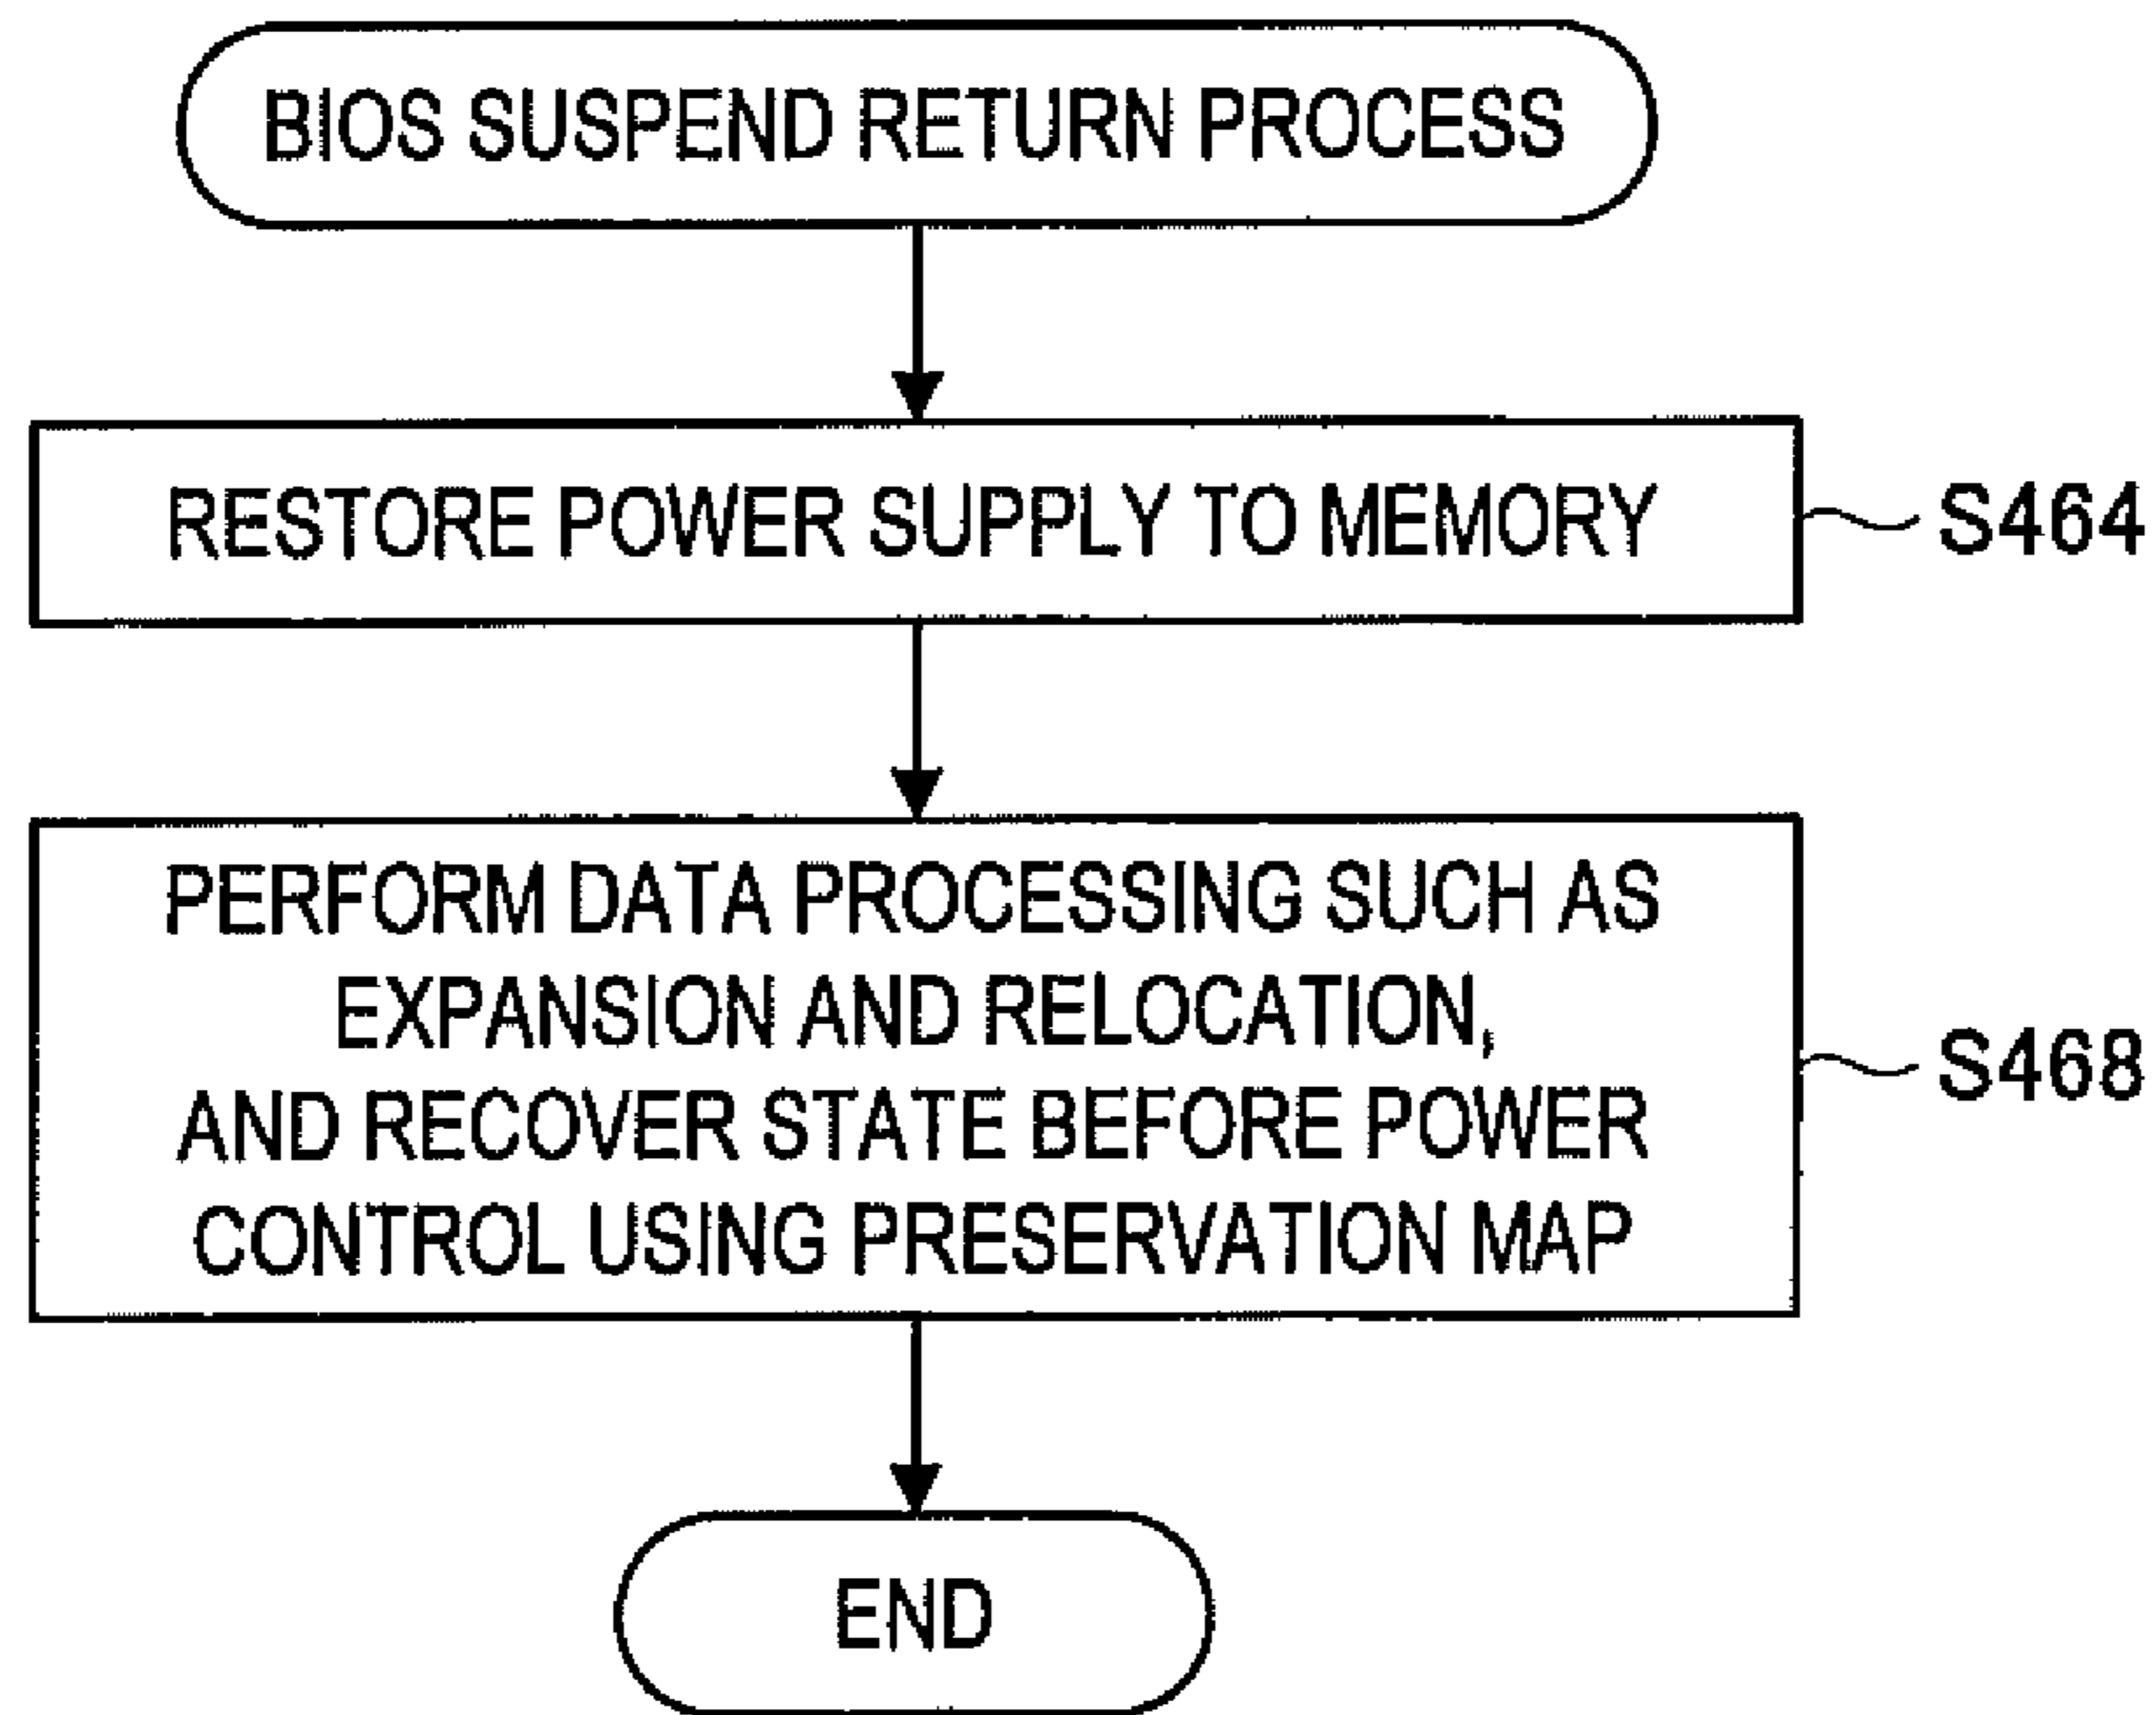 BIOS SUSPEND RETURN PROCESS
RESTORE POWER SUPPLY TO MEMORY
S464
PERFORM DATA PROCESSING SUCH AS
EXPANSION AND RELOCATION,
AND RECOVER STATE BEFORE POWER
CONTROL USING PRESERVATION MAP
S468
END